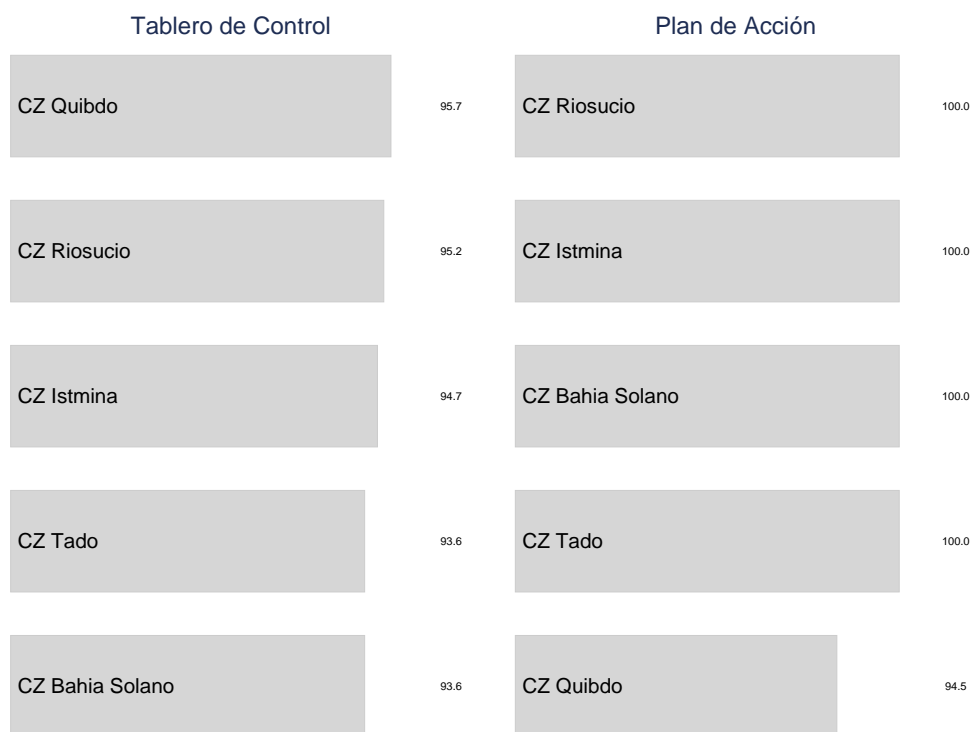 Tablero de Control
CZ Quibdo 95.7
CZ Riosucio 95.2
CZ Istmina 94.7
CZ Tado 93.6
CZ Bahia Solano 93.6
Plan de Acción
CZ Riosucio 100.0
CZ Istmina 100.0
CZ Bahia Solano 100.0
CZ Tado 100.0
CZ Quibdo 94.5